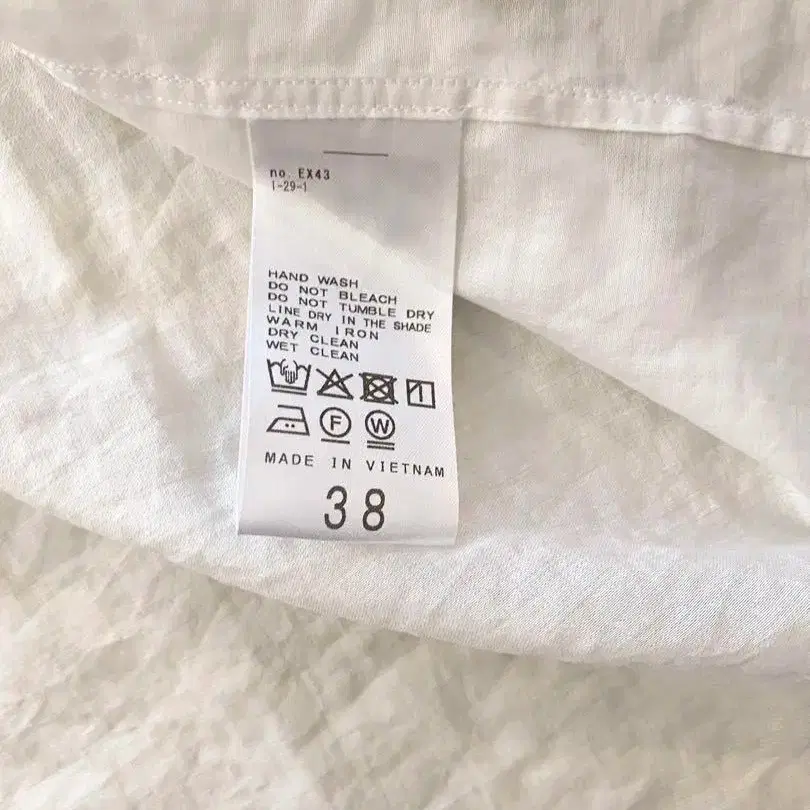 no. EX43
1-29-1
HAND WASH
DO NOT BLEACH
DO NOT TUMBLE DRY
LINE DRY IN THE SHADE
WARM IRON
DRY CLEAN
WET CLEAN
F W
MADE IN VIETNAM
38